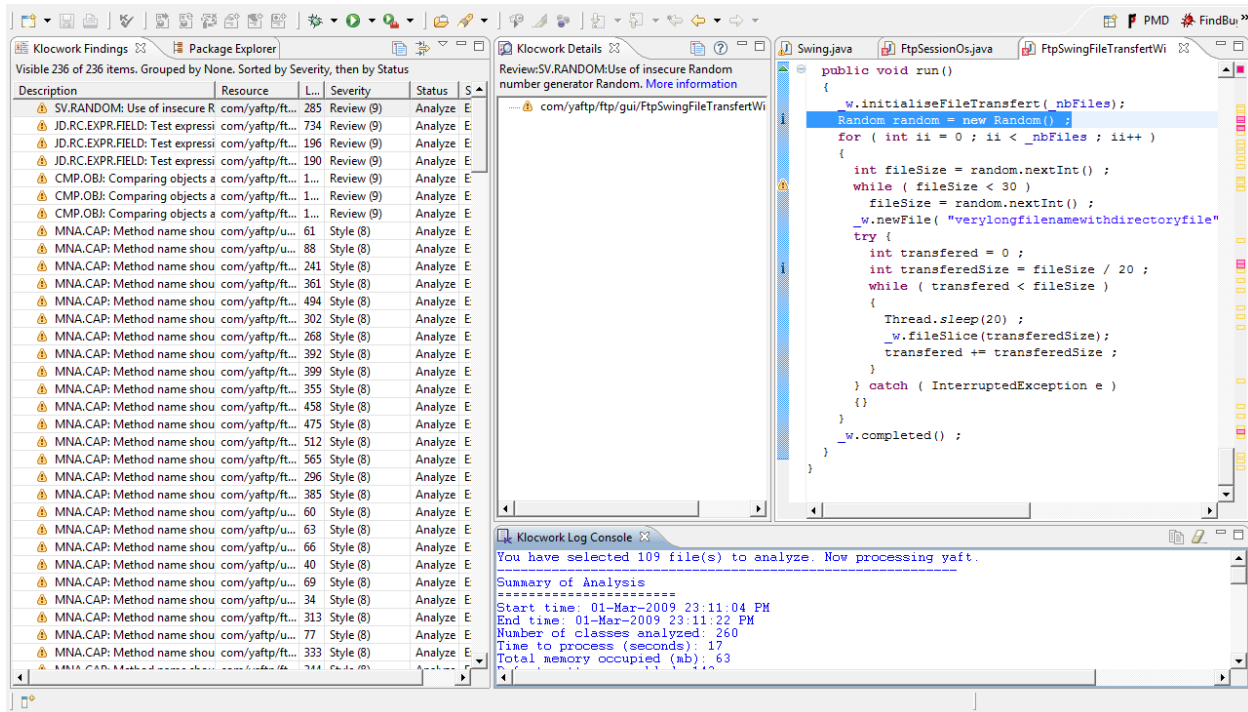 PMD FindBu: »
Klocwork Findings Package Explorer
Visible 236 of 236 items. Grouped by None. Sorted by Severity, then by Status
Description Resource L... Severity Status S
SV.RANDOM: Use of insecure R com/yaftp/ft... 285 Review (9) Analyze E:
JD.RC.EXPR.FIELD: Test expressi com/yaftp/ft... 734 Review (9) Analyze E:
JD.RC.EXPR.FIELD: Test expressi com/yaftp/ft... 196 Review (9) Analyze E:
JD.RC.EXPR.FIELD: Test expressi com/yaftp/ft... 190 Review (9) Analyze E:
CMP.OBJ: Comparing objects a com/yaftp/ft... 1... Review (9) Analyze E:
CMP.OBJ: Comparing objects a com/yaftp/ft... 1... Review (9) Analyze E:
CMP.OBJ: Comparing objects a com/yaftp/ft... 1... Review (9) Analyze E:
MNA.CAP: Method name shou com/yaftp/u... 61 Style (8) Analyze E:
MNA.CAP: Method name shou com/yaftp/u... 88 Style (8) Analyze E:
MNA.CAP: Method name shou com/yaftp/ft... 241 Style (8) Analyze E:
MNA.CAP: Method name shou com/yaftp/ft... 361 Style (8) Analyze E:
MNA.CAP: Method name shou com/yaftp/ft... 494 Style (8) Analyze E:
MNA.CAP: Method name shou com/yaftp/ft... 302 Style (8) Analyze E:
MNA.CAP: Method name shou com/yaftp/ft... 268 Style (8) Analyze E:
MNA.CAP: Method name shou com/yaftp/ft... 392 Style (8) Analyze E:
MNA.CAP: Method name shou com/yaftp/ft... 399 Style (8) Analyze E:
MNA.CAP: Method name shou com/yaftp/ft... 355 Style (8) Analyze E:
MNA.CAP: Method name shou com/yaftp/ft... 458 Style (8) Analyze E:
MNA.CAP: Method name shou com/yaftp/ft... 475 Style (8) Analyze E:
MNA.CAP: Method name shou com/yaftp/ft... 512 Style (8) Analyze E:
MNA.CAP: Method name shou com/yaftp/ft... 565 Style (8) Analyze E:
MNA.CAP: Method name shou com/yaftp/ft... 296 Style (8) Analyze E:
MNA.CAP: Method name shou com/yaftp/ft... 385 Style (8) Analyze E:
MNA.CAP: Method name shou com/yaftp/u... 60 Style (8) Analyze E:
MNA.CAP: Method name shou com/yaftp/u... 63 Style (8) Analyze E:
MNA.CAP: Method name shou com/yaftp/u... 66 Style (8) Analyze E:
MNA.CAP: Method name shou com/yaftp/u... 40 Style (8) Analyze E:
MNA.CAP: Method name shou com/yaftp/u... 69 Style (8) Analyze E:
MNA.CAP: Method name shou com/yaftp/u... 34 Style (8) Analyze E:
MNA.CAP: Method name shou com/yaftp/ft... 313 Style (8) Analyze E:
MNA.CAP: Method name shou com/yaftp/u... 77 Style (8) Analyze E:
MNA.CAP: Method name shou com/yaftp/ft... 333 Style (8) Analyze E:
MNA.CAP: Method name shou com/yaftp/ft... 344 Style (8) Analyze E:
Klocwork Details
Review:SV.RANDOM:Use of insecure Random
number generator Random. More information
com/yaftp/ftp/gui/FtpSwingFileTransfertWi
Swing.java FtpSessionOs.java FtpSwingFileTransfertWi
public void run()
{
_w.initialiseFileTransfert(_nbFiles);
Random random = new Random() ;
for ( int ii = 0 ; ii < _nbFiles ; ii++ )
{
int fileSize = random.nextInt() ;
while ( fileSize < 30 )
fileSize = random.nextInt() ;
_w.newFile( "verylongfilenamewithdirectoryfile"
try {
int transfered = 0 ;
int transferedSize = fileSize / 20 ;
while ( transfered < fileSize )
{
Thread.sleep(20) ;
_w.fileSlice(transferedSize);
transfered += transferedSize ;
}
} catch ( InterruptedException e )
{}
}
_w.completed() ;
}
}
Klocwork Log Console
You have selected 109 file(s) to analyze. Now processing yaft.
------------------------------------------------------------
Summary of Analysis
=======================
Start time: 01-Mar-2009 23:11:04 PM
End time: 01-Mar-2009 23:11:22 PM
Number of classes analyzed: 260
Time to process (seconds): 17
Total memory occupied (mb): 63